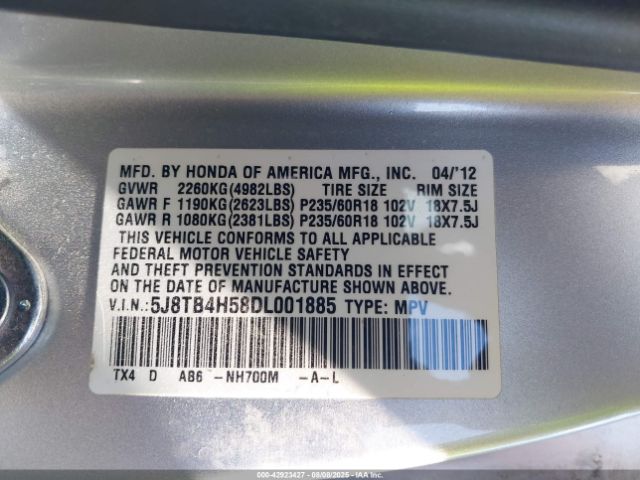 MFD. BY HONDA OF AMERICA MFG., INC. 04/'12
GVWR 2260KG(4982LBS) TIRE SIZE RIM SIZE
GAWR F 1190KG(2623LBS) P235/60R18 102V 18X7.5J
GAWR R 1080KG(2381LBS) P235/60R18 102V 18X7.5J
THIS VEHICLE CONFORMS TO ALL APPLICABLE
FEDERAL MOTOR VEHICLE SAFETY
AND THEFT PREVENTION STANDARDS IN EFFECT
ON THE DATE OF MANUFACTURE SHOWN ABOVE.
V.I.N.:5J8TB4H58DL001885 TYPE: MPV
TX4 D AB6 -NH700M -A-L
000-42923427 - 08/08/2025 - IAA Inc.